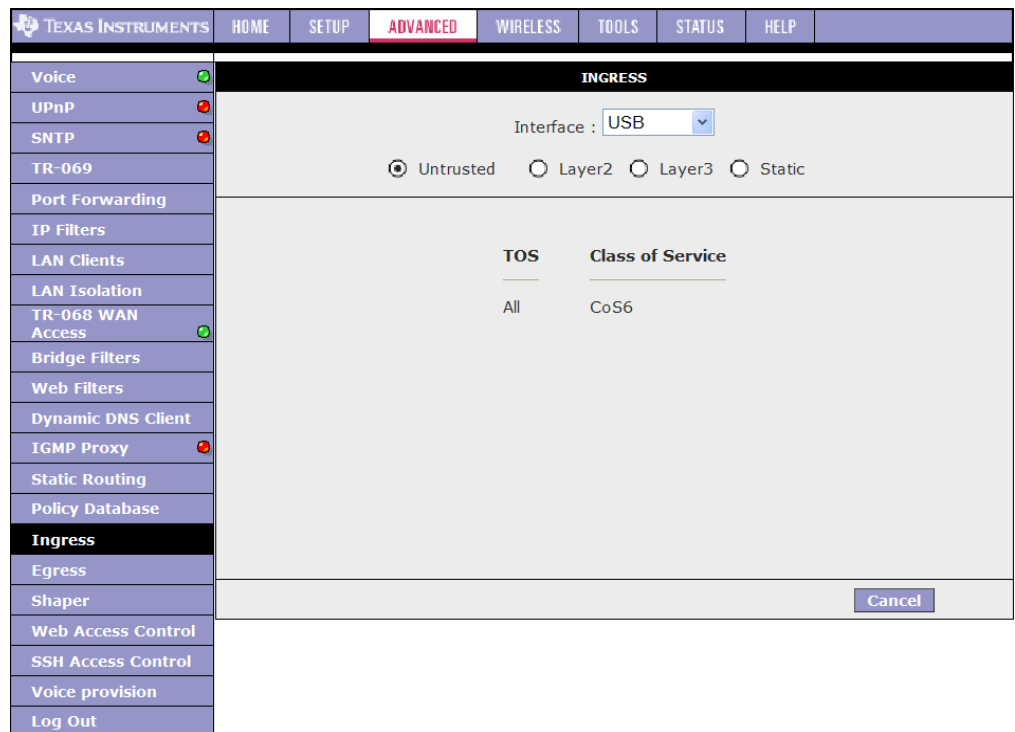 TEXAS INSTRUMENTS HOME SETUP ADVANCED WIRELESS TOOLS STATUS HELP
Voice
UPnP
SNTP
TR-069
Port Forwarding
IP Filters
LAN Clients
LAN Isolation
TR-068 WAN
Access
Bridge Filters
Web Filters
Dynamic DNS Client
IGMP Proxy
Static Routing
Policy Database
Ingress
Egress
Shaper
Web Access Control
SSH Access Control
Voice provision
Log Out
INGRESS
Interface : USB
Untrusted Layer2 Layer3 Static
TOS Class of Service
All CoS6
Cancel